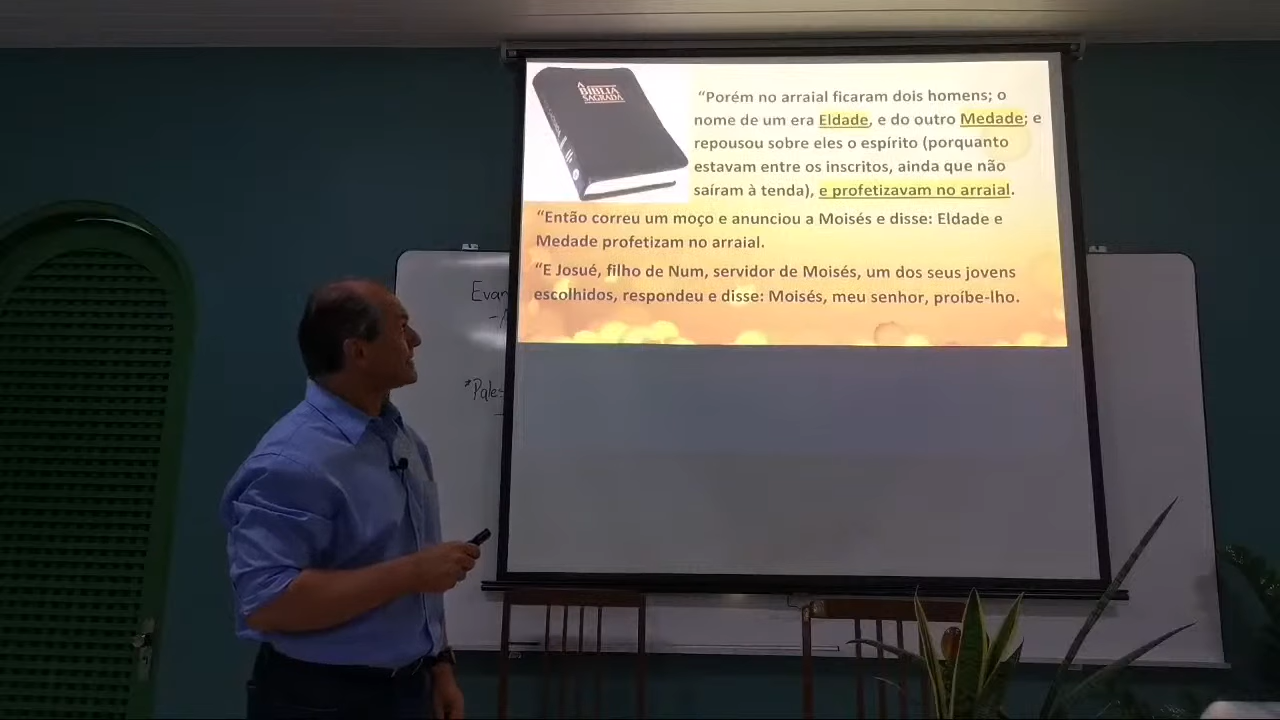 A
BÍBLIA
SAGRADA
“Porém no arraial ficaram dois homens; o
nome de um era Eldade, e do outro Medade; e
repousou sobre eles o espírito (porquanto
estavam entre os inscritos, ainda que não
saíram à tenda), e profetizavam no arraial.
“Então correu um moço e anunciou a Moisés e disse: Eldade e
Medade profetizam no arraial.
“E Josué, filho de Num, servidor de Moisés, um dos seus jovens
escolhidos, respondeu e disse: Moisés, meu senhor, proíbe-lho.
Evan
-A
*Pales